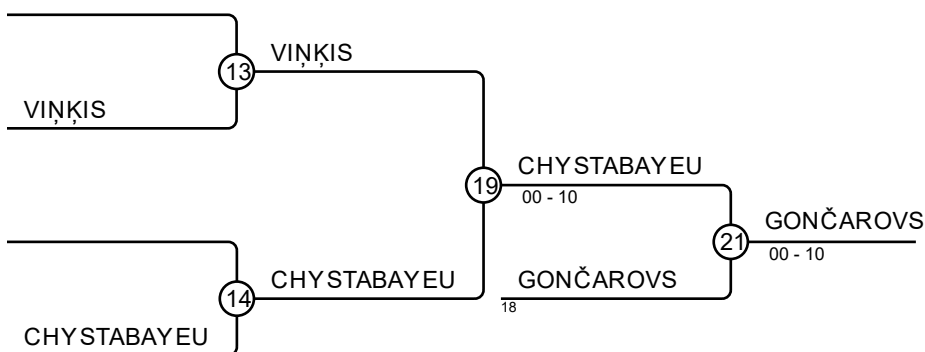 VIŅĶIS
13
VIŅĶIS
CHYSTABAYEU
19
00 - 10
GONČAROVS
21
00 - 10
CHYSTABAYEU
GONČAROVS
14
18
CHYSTABAYEU